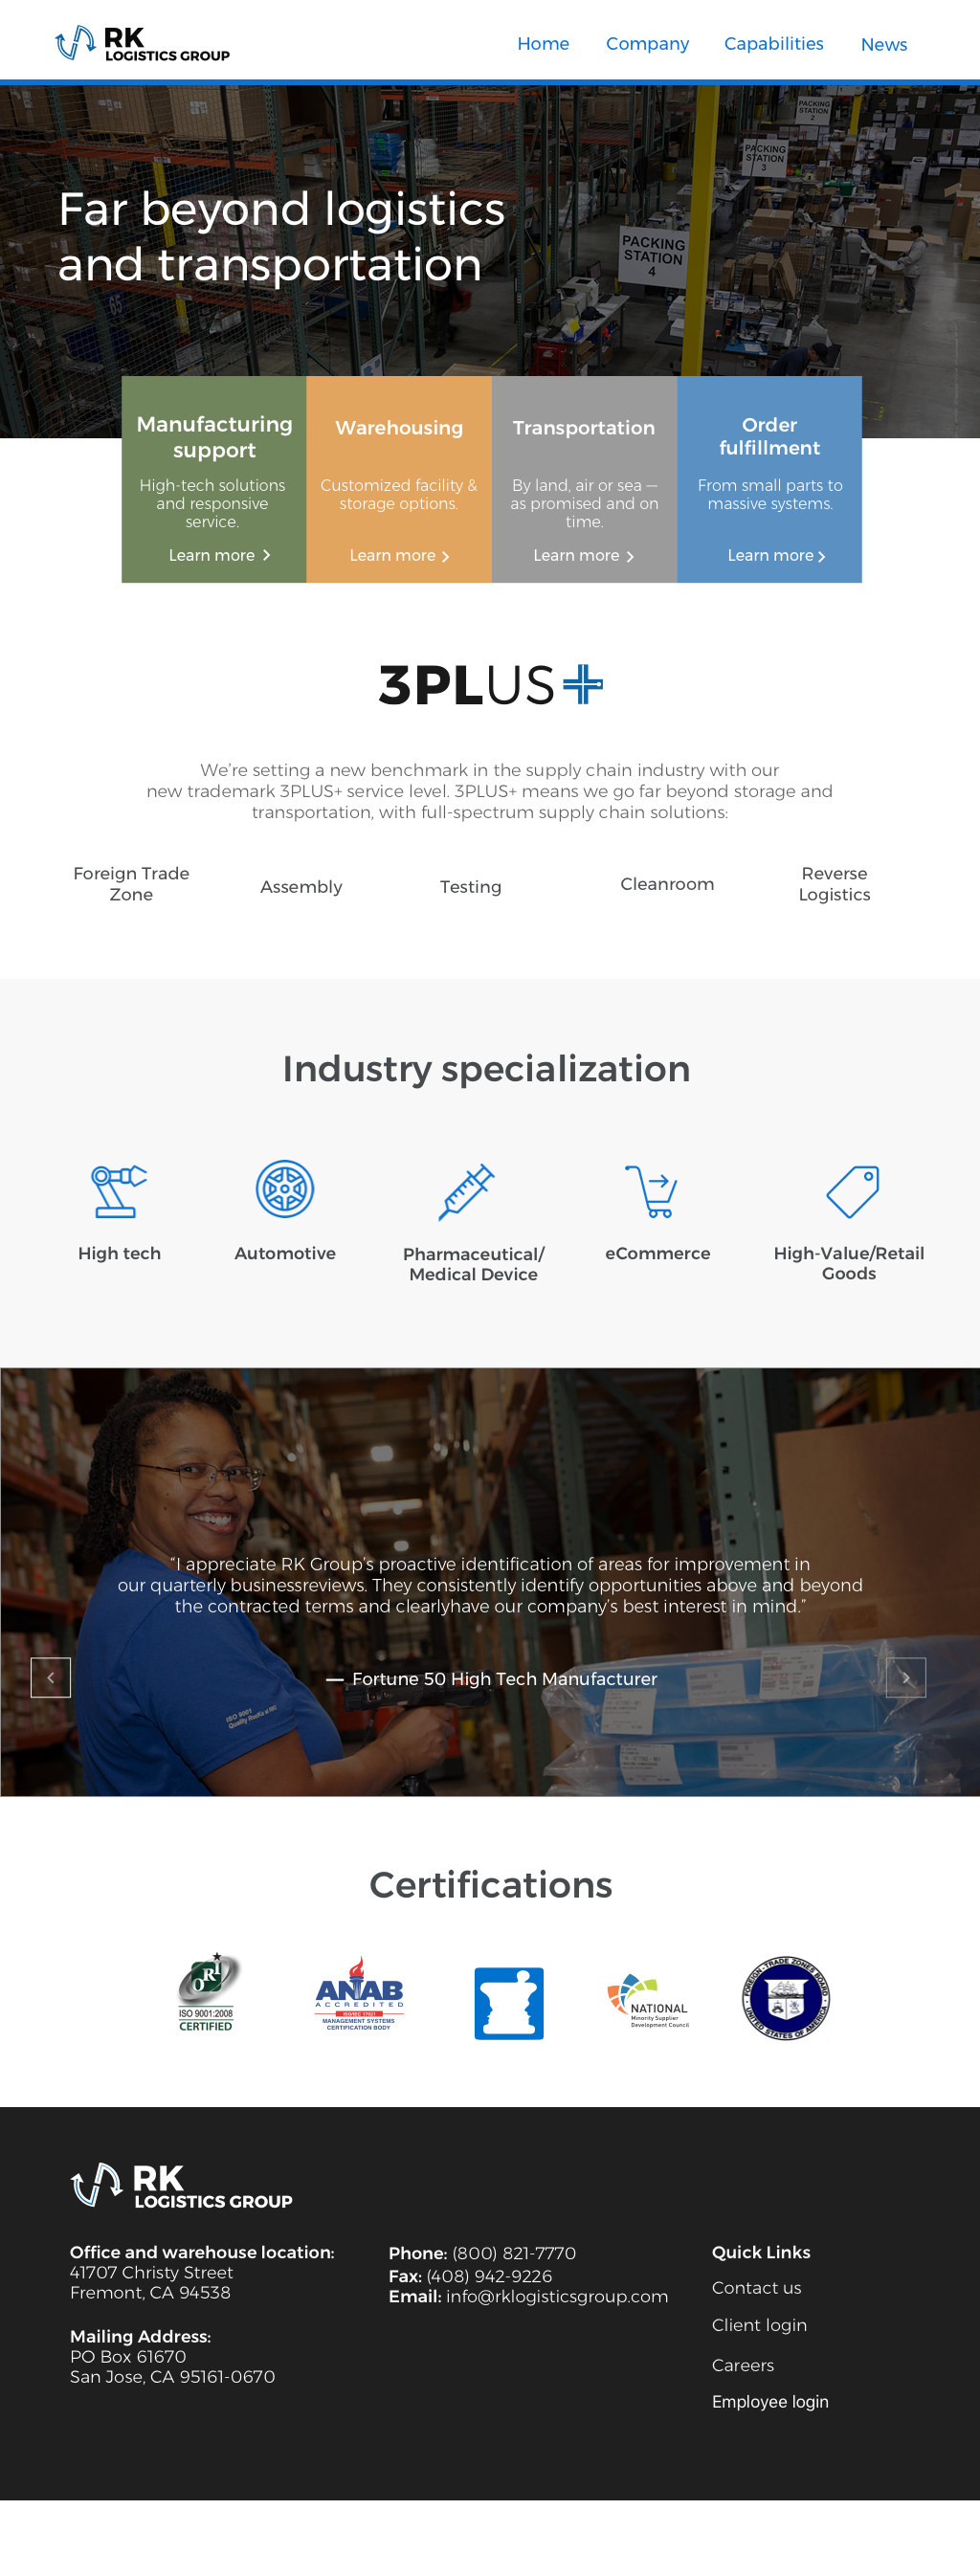 RK
LOGISTICS GROUP
Home Company Capabilities News
PACKING
STATION
2
PACKING
STATION
3
PACKING
STATION
4
65
Far beyond logistics
and transportation
Manufacturing
support
High-tech solutions
and responsive
service.
Learn more
Warehousing
Customized facility &
storage options.
Learn more
Transportation
By land, air or sea —
as promised and on
time.
Learn more
Order
fulfillment
From small parts to
massive systems.
Learn more
3PLUS+
We’re setting a new benchmark in the supply chain industry with our
new trademark 3PLUS+ service level. 3PLUS+ means we go far beyond storage and
transportation, with full-spectrum supply chain solutions:
Foreign Trade
Zone
Assembly
Testing
Cleanroom
Reverse
Logistics
Industry specialization
High tech
Automotive
Pharmaceutical/
Medical Device
eCommerce
High-Value/Retail
Goods
“I appreciate RK Group’s proactive identification of areas for improvement in
our quarterly businessreviews. They consistently identify opportunities above and beyond
the contracted terms and clearlyhave our company’s best interest in mind.”
— Fortune 50 High Tech Manufacturer
ISO 9001
Certifications
ORI
ISO 9001:2008
CERTIFIED
ANAB
ACCREDITED
ISO/IEC 17021
MANAGEMENT SYSTEMS
CERTIFICATION BODY
NATIONAL
Minority Supplier
Development Council
FOREIGN-TRADE ZONES BOARD
UNITED STATES OF AMERICA
RK
LOGISTICS GROUP
Office and warehouse location:
41707 Christy Street
Fremont, CA 94538
Mailing Address:
PO Box 61670
San Jose, CA 95161-0670
Phone: (800) 821-7770
Fax: (408) 942-9226
Email: info@rklogisticsgroup.com
Quick Links
Contact us
Client login
Careers
Employee login